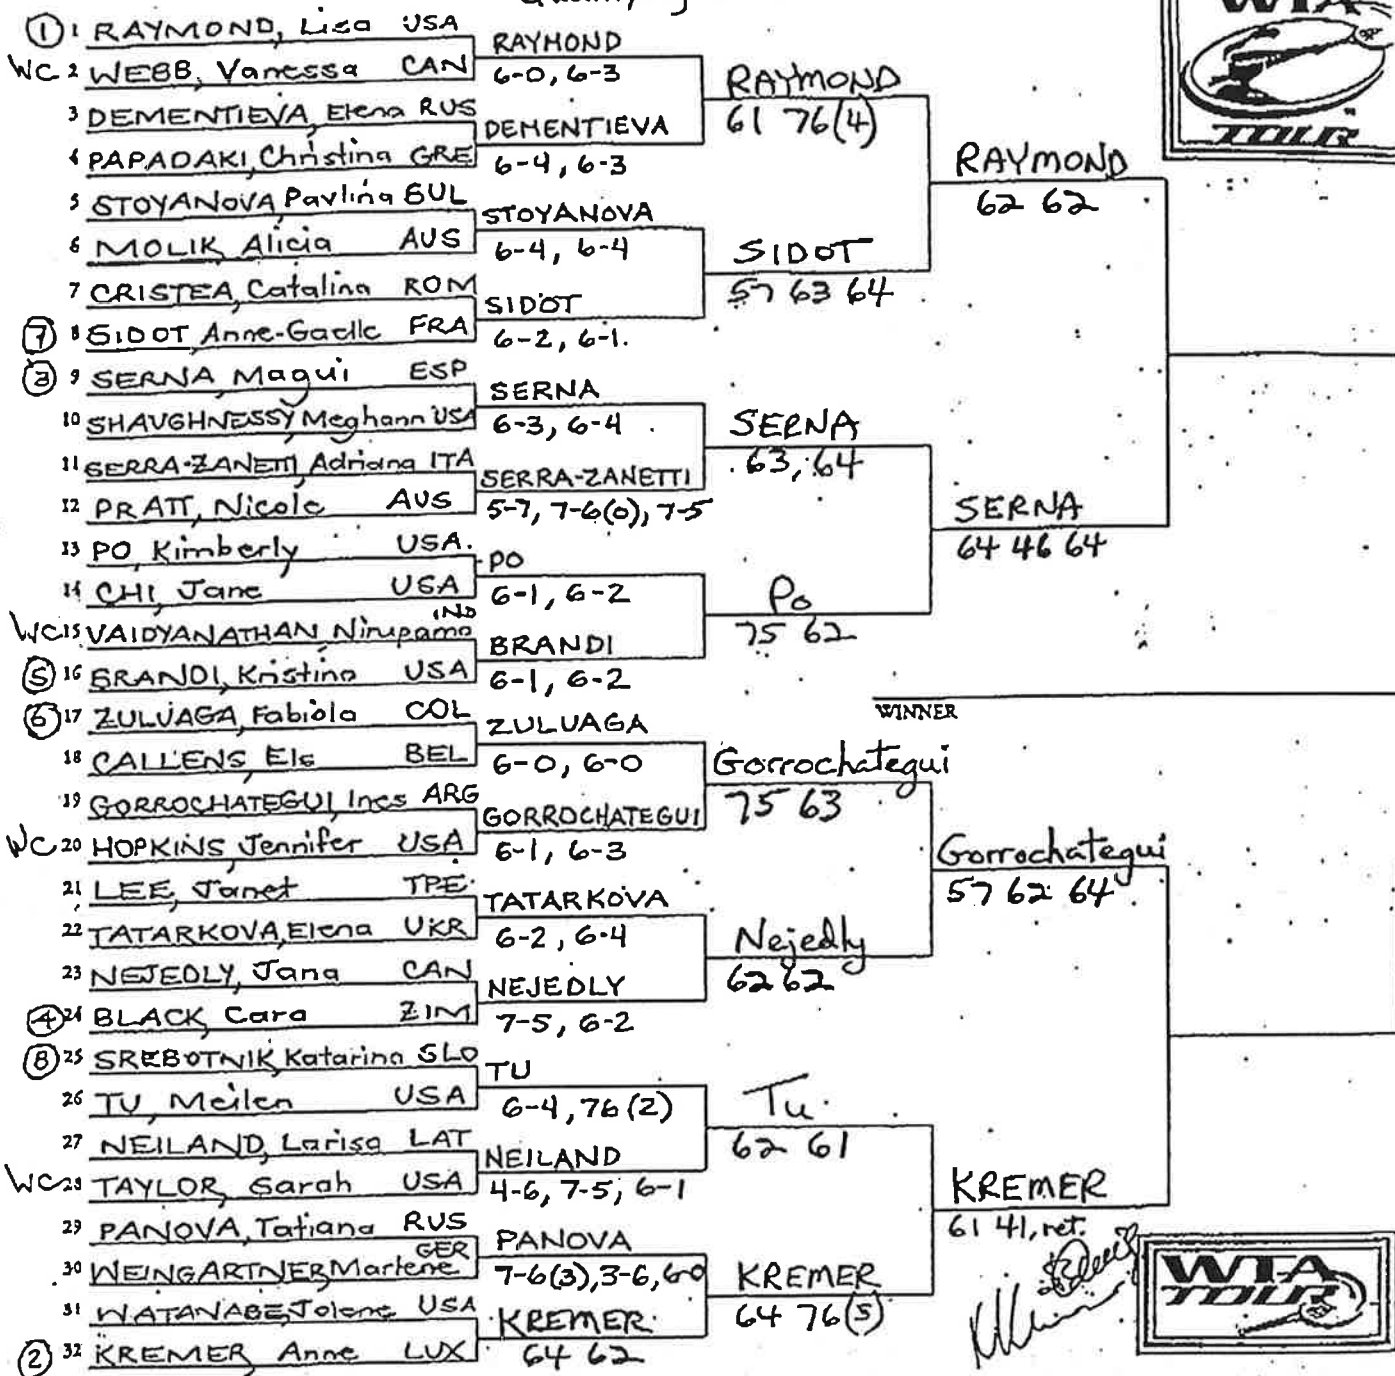 ① 1 RAYMOND, Lisa USA
WC 2 WEBB, Vanessa CAN
3 DEMENTIEVA, Elena RUS
4 PAPADAKI, Christina GRE
5 STOYANOVA, Pavlina BUL
6 MOLIK, Alicia AUS
7 CRISTEA, Catalina ROM
⑦ 8 SIDOT, Anne-Gaelle FRA
③ 9 SERNA, Magui ESP
10 SHAUGHNESSY, Meghann USA
11 SERRA-ZANETTI, Adriana ITA
12 PRATT, Nicole AUS
13 PO, Kimberly USA.
14 CHI, Jane USA
WC 15 VAIDYANATHAN, Nirupama IND
⑤ 16 BRANDI, Kristina USA
⑥ 17 ZULUAGA, Fabiola COL
18 CALLENS, Els BEL
19 GORROCHATEGUI, Ines ARG
WC 20 HOPKINS, Jennifer USA
21 LEE, Janet TPE
22 TATARKOVA, Elena UKR
23 NEJEDLY, Jana CAN
④ 24 BLACK, Cara ZIM
⑧ 25 SREBOTNIK, Katarina SLO
26 TU, Meilen USA
27 NEILAND, Larisa LAT
WC 28 TAYLOR, Sarah USA
29 PANOVA, Tatiana RUS
30 WEINGARTNER, Marlene GER
31 WATANABE, Jolene USA
② 32 KREMER, Anne LUX
RAYMOND
6-0, 6-3
DEMENTIEVA
6-4, 6-3
STOYANOVA
6-4, 6-4
SIDOT
6-2, 6-1.
SERNA
6-3, 6-4
SERRA-ZANETTI
5-7, 7-6(0), 7-5
PO
6-1, 6-2
BRANDI
6-1, 6-2
ZULUAGA
6-0, 6-0
GORROCHATEGUI
6-1, 6-3
TATARKOVA
6-2, 6-4
NEJEDLY
7-5, 6-2
TU
6-4, 76(2)
NEILAND
4-6, 7-5, 6-1
PANOVA
7-6(3), 3-6, 6-0
KREMER
64 62
RAYMOND
61 76(4)
SIDOT
57 63 64
SERNA
63, 64
Po
75 62
Gorrochategui
75 63
Nejedly
62 62
Tu
62 61
KREMER
64 76(5)
RAYMOND
62 62
SERNA
64 46 64
Gorrochategui
57 62 64
KREMER
61 41, ret.
WINNER
WTA
TOUR
WTA
TOUR